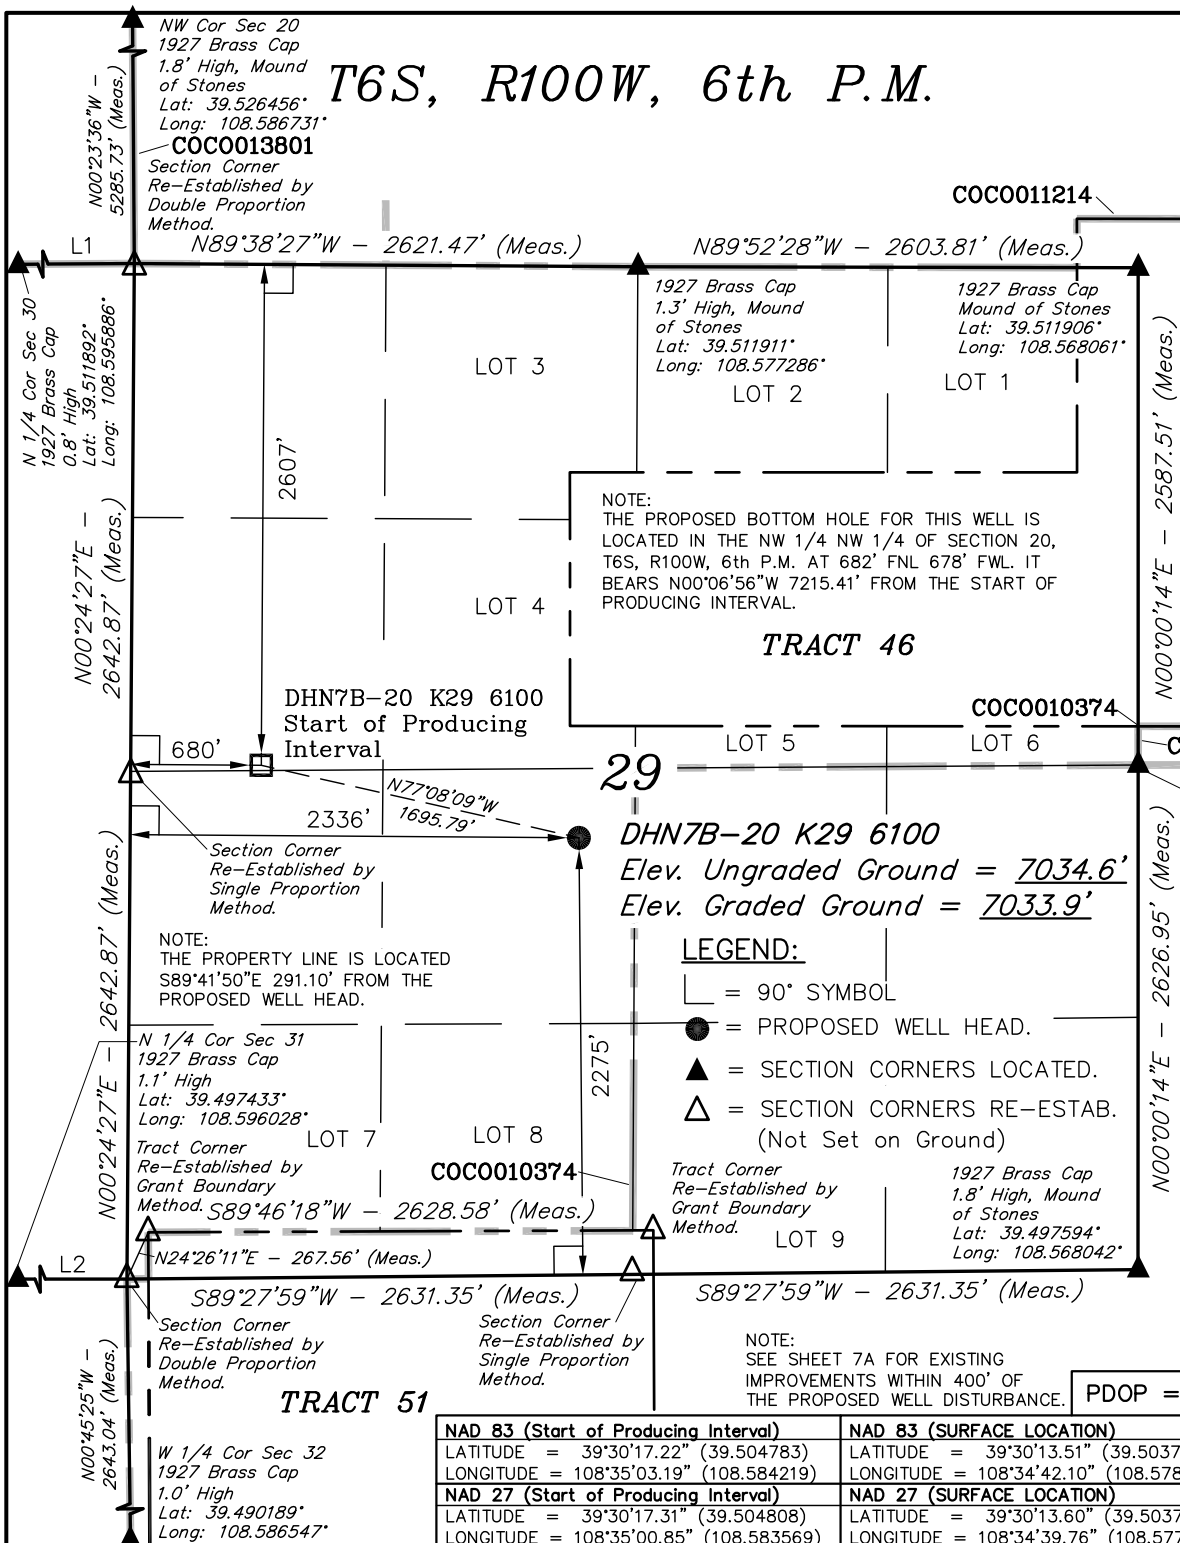 NW Cor Sec 20
1927 Brass Cap
1.8' High, Mound
of Stones
Lat: 39.526456°
Long: 108.586731°
T6S, R100W, 6th P.M.
N00°23'36"W -
5285.73' (Meas.)
COCO013801
Section Corner
Re-Established by
Double Proportion
Method.
COCO011214
L1
N89°38'27"W - 2621.47' (Meas.)
N89°52'28"W - 2603.81' (Meas.)
N 1/4 Cor Sec 30
1927 Brass Cap
0.8' High
Lat: 39.511892°
Long: 108.595886°
1927 Brass Cap
1.3' High, Mound
of Stones
Lat: 39.511911°
Long: 108.577286°
1927 Brass Cap
Mound of Stones
Lat: 39.511906°
Long: 108.568061°
LOT 3
LOT 2
LOT 1
2607'
N00°00'14"E - 2587.51' (Meas.)
NOTE:
THE PROPOSED BOTTOM HOLE FOR THIS WELL IS
LOCATED IN THE NW 1/4 NW 1/4 OF SECTION 20,
T6S, R100W, 6th P.M. AT 682' FNL 678' FWL. IT
BEARS N00°06'56"W 7215.41' FROM THE START OF
PRODUCING INTERVAL.
N00°24'27"E -
2642.87' (Meas.)
LOT 4
TRACT 46
DHN7B-20 K29 6100
Start of Producing
Interval
COCO010374
680'
LOT 5
LOT 6
C
29
N77°08'09"W
1695.79'
2336'
DHN7B-20 K29 6100
Elev. Ungraded Ground = 7034.6'
Elev. Graded Ground = 7033.9'
Section Corner
Re-Established by
Single Proportion
Method.
N00°24'27"E - 2642.87' (Meas.)
N00°00'14"E - 2626.95' (Meas.)
NOTE:
THE PROPERTY LINE IS LOCATED
S89°41'50"E 291.10' FROM THE
PROPOSED WELL HEAD.
LEGEND:
= 90° SYMBOL
= PROPOSED WELL HEAD.
= SECTION CORNERS LOCATED.
= SECTION CORNERS RE-ESTAB.
(Not Set on Ground)
N 1/4 Cor Sec 31
1927 Brass Cap
1.1' High
Lat: 39.497433°
Long: 108.596028°
2275'
LOT 7
LOT 8
Tract Corner
Re-Established by
Grant Boundary
Method.
COCO010374
Tract Corner
Re-Established by
Grant Boundary
Method.
1927 Brass Cap
1.8' High, Mound
of Stones
Lat: 39.497594°
Long: 108.568042°
S89°46'18"W - 2628.58' (Meas.)
LOT 9
N24°26'11"E - 267.56' (Meas.)
L2
S89°27'59"W - 2631.35' (Meas.)
S89°27'59"W - 2631.35' (Meas.)
Section Corner
Re-Established by
Double Proportion
Method.
Section Corner
Re-Established by
Single Proportion
Method.
NOTE:
SEE SHEET 7A FOR EXISTING
IMPROVEMENTS WITHIN 400' OF
THE PROPOSED WELL DISTURBANCE.
PDOP =
N00°45'25"W -
2643.04' (Meas.)
TRACT 51
W 1/4 Cor Sec 32
1927 Brass Cap
1.0' High
Lat: 39.490189°
Long: 108.586547°
NAD 83 (Start of Producing Interval)
LATITUDE = 39°30'17.22" (39.504783)
LONGITUDE = 108°35'03.19" (108.584219)
NAD 27 (Start of Producing Interval)
LATITUDE = 39°30'17.31" (39.504808)
LONGITUDE = 108°35'00.85" (108.583569)
NAD 83 (SURFACE LOCATION)
LATITUDE = 39°30'13.51" (39.5037
LONGITUDE = 108°34'42.10" (108.578
NAD 27 (SURFACE LOCATION)
LATITUDE = 39°30'13.60" (39.5037
LONGITUDE = 108°34'39.76" (108.577